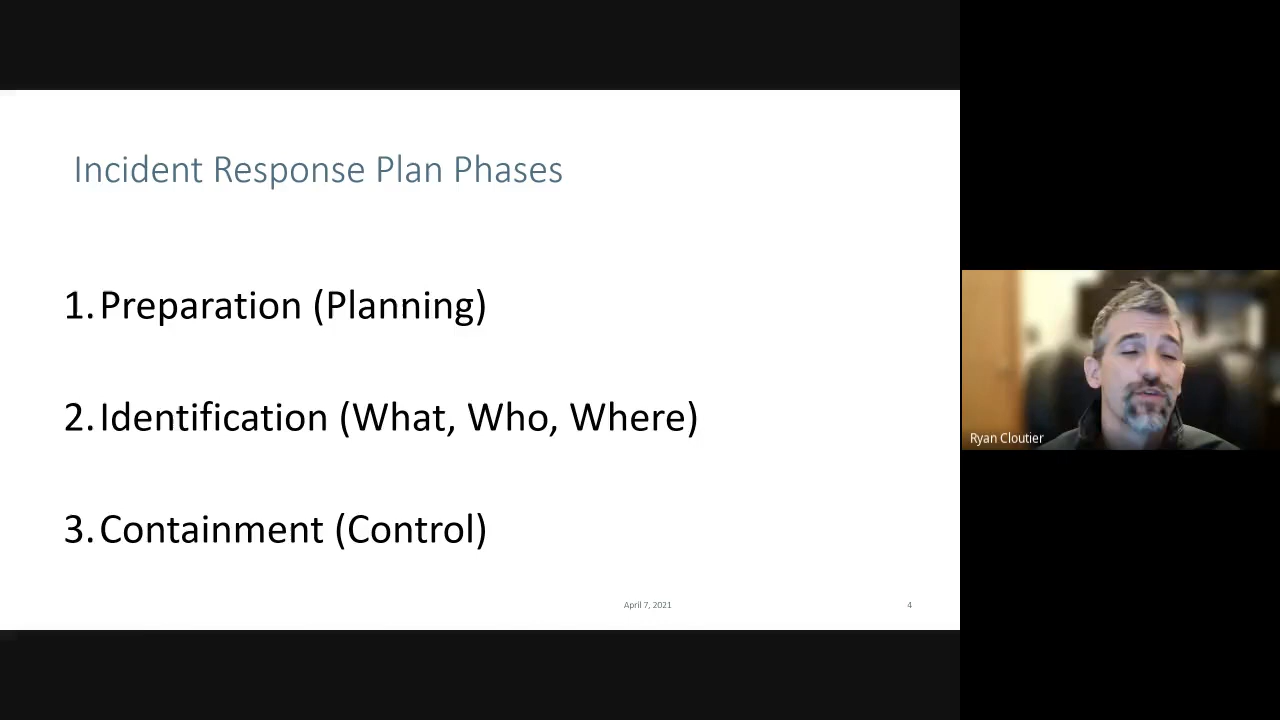 Incident Response Plan Phases
1. Preparation (Planning)
2. Identification (What, Who, Where)
3. Containment (Control)
April 7, 2021
4
Ryan Cloutier